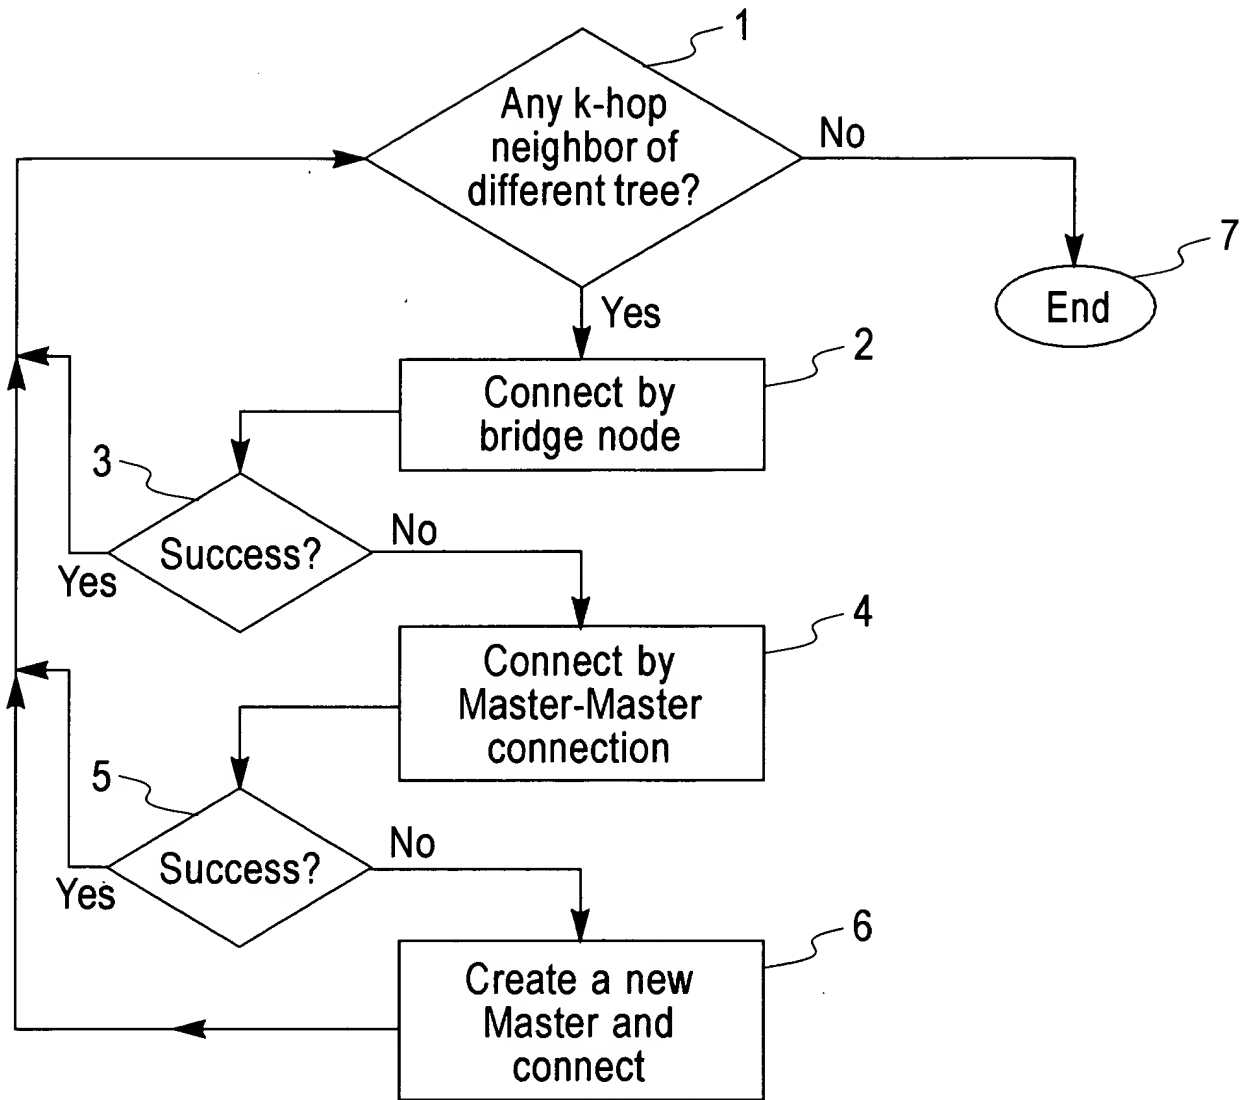 1
Any k-hop
neighbor of
different tree?
No
7
End
Yes
2
Connect by
bridge node
3
Success?
No
Yes
4
Connect by
Master-Master
connection
5
Success?
No
Yes
6
Create a new
Master and
connect